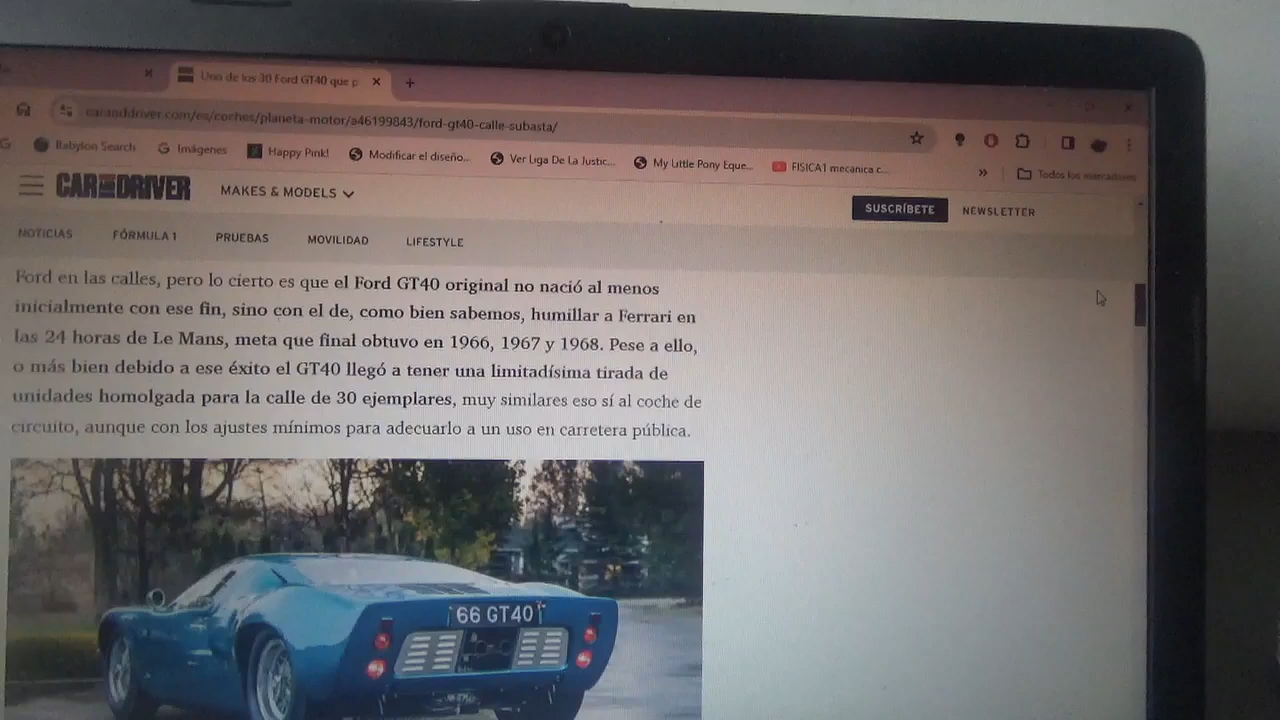 Uno de los 30 Ford GT40 que p
caranddriver.com/es/coches/planeta-motor/a46199843/ford-gt40-calle-subasta/
G Babylon Search Imágenes Happy Pink! Modificar el diseño... Ver Liga De La Justic... My Little Pony Eque... FISICA1 mecanica c... » Todos los marcadores
CAR AND DRIVER MAKES & MODELS SUSCRÍBETE NEWSLETTER
NOTICIAS FÓRMULA 1 PRUEBAS MOVILIDAD LIFESTYLE
Ford en las calles, pero lo cierto es que el Ford GT40 original no nació al menos
inicialmente con ese fin, sino con el de, como bien sabemos, humillar a Ferrari en
las 24 horas de Le Mans, meta que final obtuvo en 1966, 1967 y 1968. Pese a ello,
o más bien debido a ese éxito el GT40 llegó a tener una limitadísima tirada de
unidades homolgada para la calle de 30 ejemplares, muy similares eso sí al coche de
circuito, aunque con los ajustes mínimos para adecuarlo a un uso en carretera pública.
66 GT40